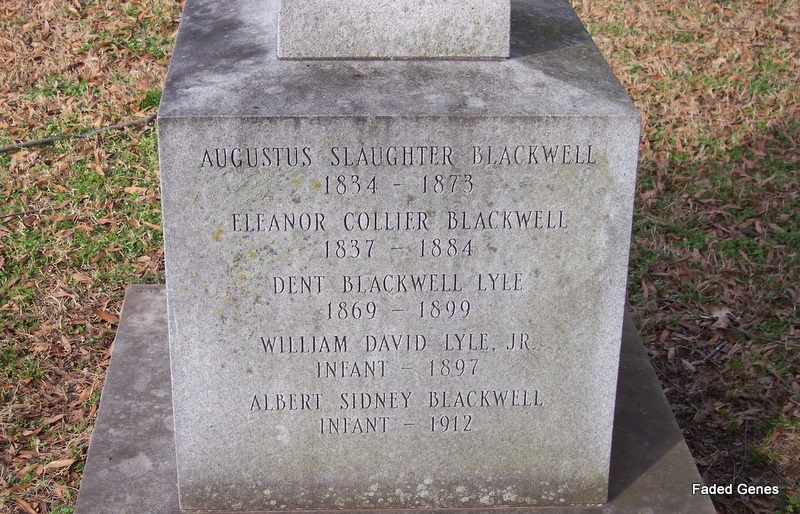 AUGUSTUS SLAUGHTER BLACKWELL
1834 - 1873
ELEANOR COLLIER BLACKWELL
1837 - 1884
DENT BLACKWELL LYLE
1869 - 1899
WILLIAM DAVID LYLE, JR.
INFANT - 1897
ALBERT SIDNEY BLACKWELL
INFANT - 1912
Faded Genes